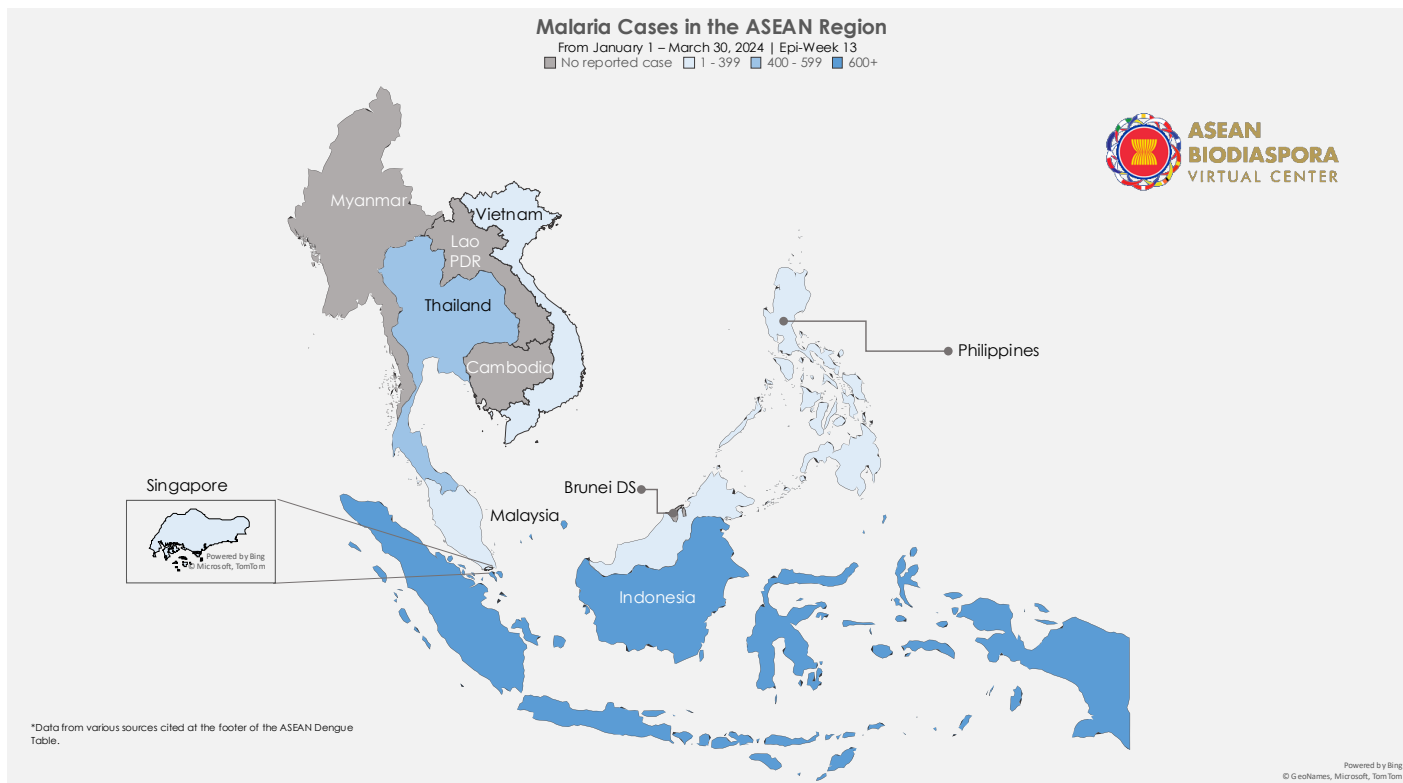 Malaria Cases in the ASEAN Region
From January 1 – March 30, 2024 | Epi-Week 13
No reported case 1 - 399 400 - 599 600+
ASEAN
BIODIASPORA
VIRTUAL CENTER
Myanmar
Vietnam
Lao
PDR
Thailand
Cambodia
Philippines
Singapore
Brunei DS
Malaysia
Powered by Bing
© Microsoft, TomTom
Indonesia
*Data from various sources cited at the footer of the ASEAN Dengue
Table.
Powered by Bing
© GeoNames, Microsoft, TomTom